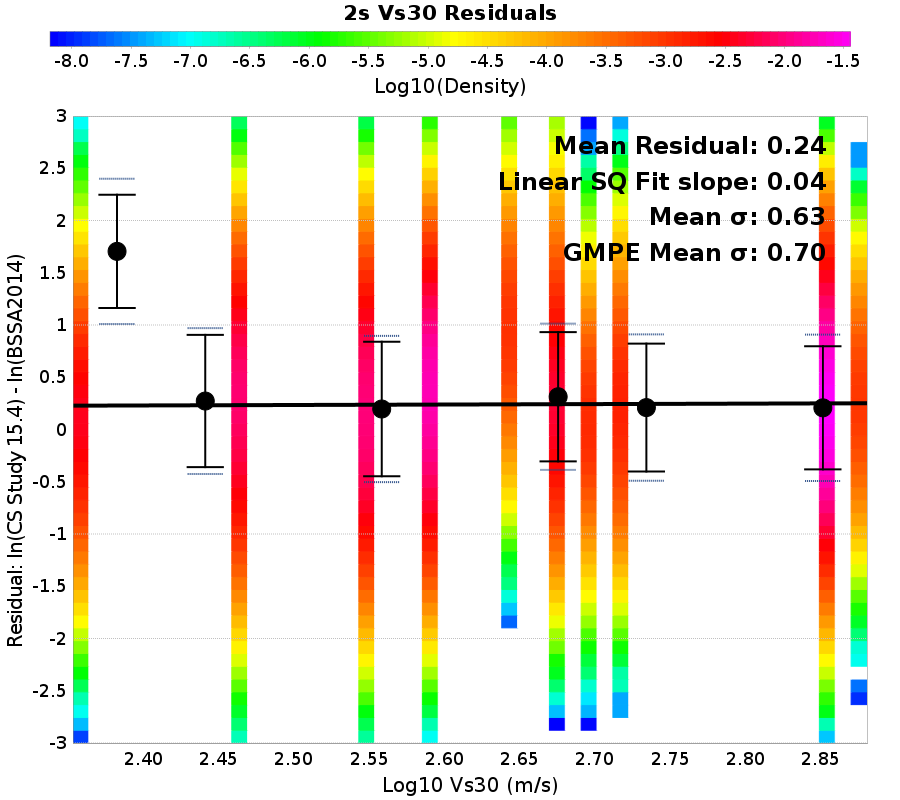 2s Vs30 Residuals
-8.0 -7.5 -7.0 -6.5 -6.0 -5.5 -5.0 -4.5 -4.0 -3.5 -3.0 -2.5 -2.0 -1.5
Log10(Density)
Mean Residual: 0.24
Linear SQ Fit slope: 0.04
Mean σ: 0.63
GMPE Mean σ: 0.70
Residual: ln(CS Study 15.4) - ln(BSSA2014)
3
2.5
2
1.5
1
0.5
0
-0.5
-1
-1.5
-2
-2.5
-3
2.40 2.45 2.50 2.55 2.60 2.65 2.70 2.75 2.80 2.85
Log10 Vs30 (m/s)